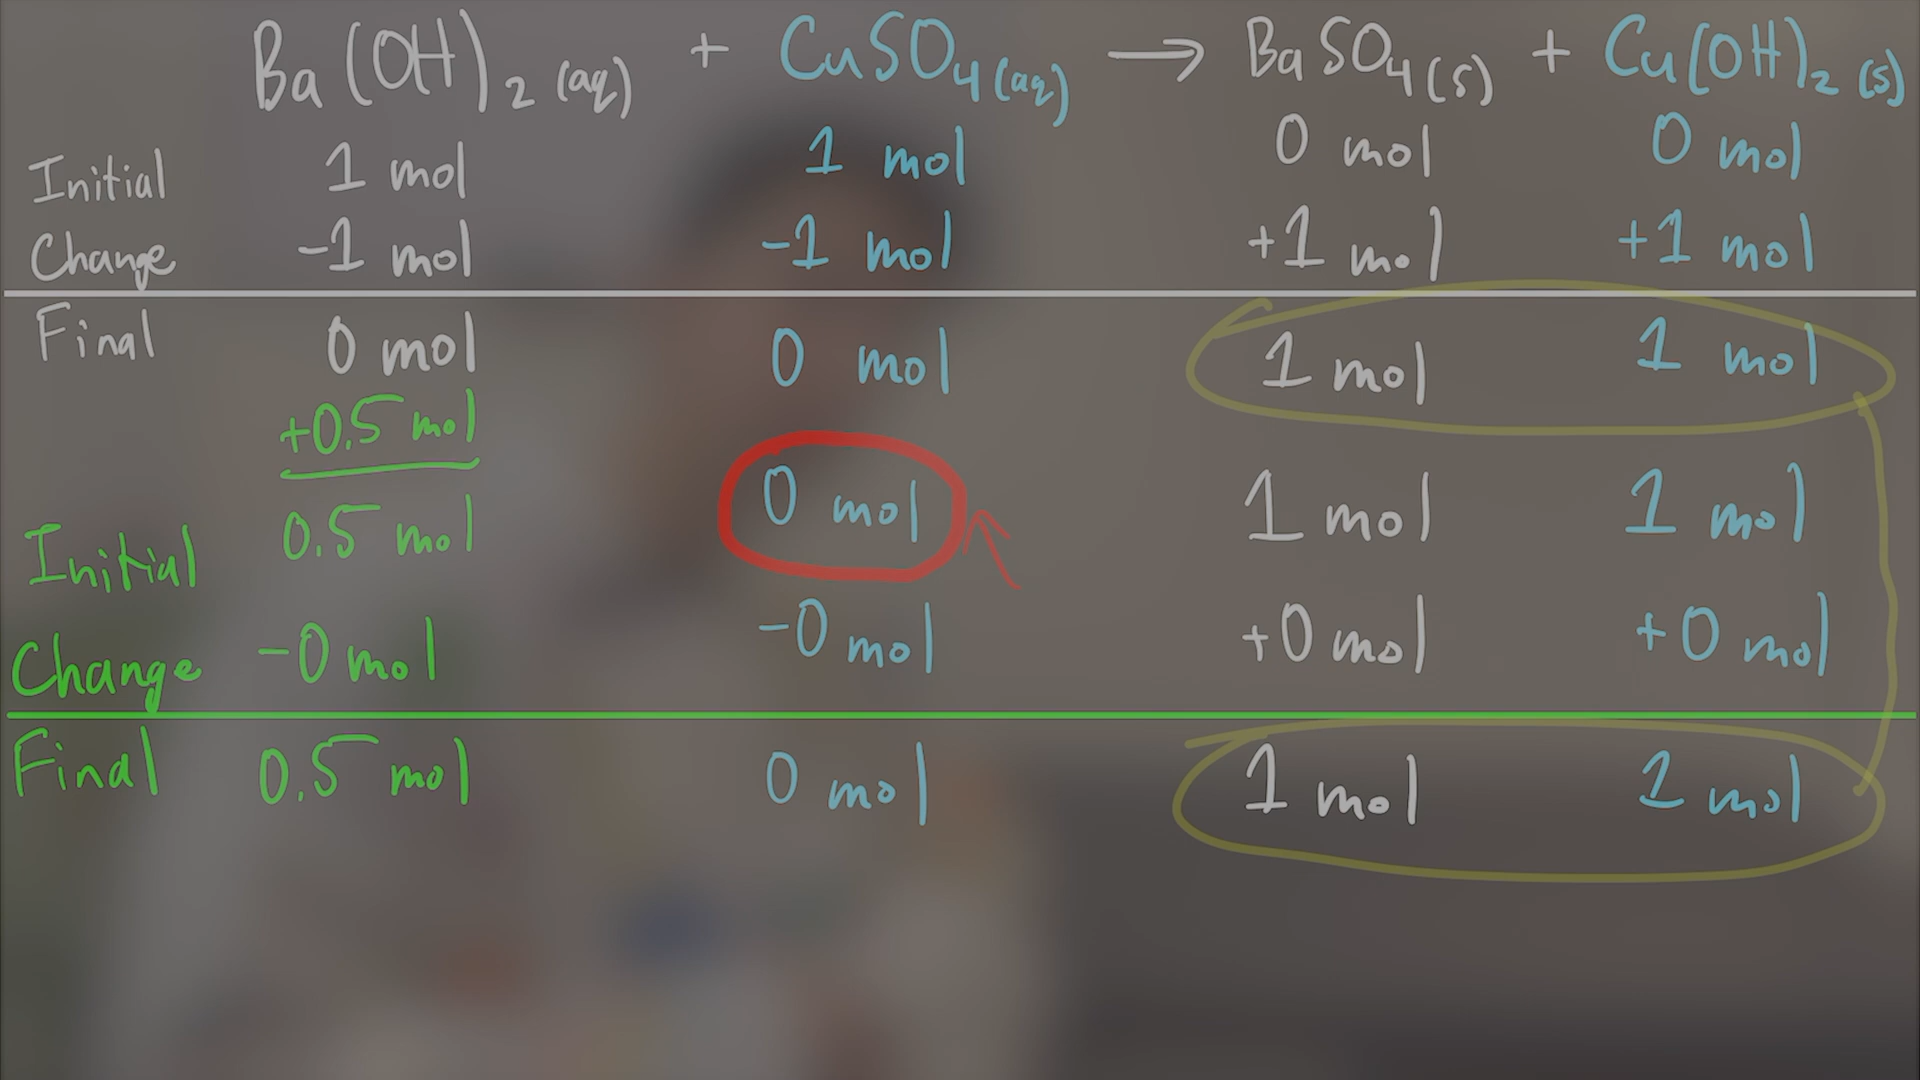 Ba(OH)₂(aq) + CuSO₄(aq) → BaSO₄(s) + Cu(OH)₂(s)
Initial 1 mol 1 mol 0 mol 0 mol
Change -1 mol -1 mol +1 mol +1 mol
Final 0 mol 0 mol 1 mol 1 mol
+0.5 mol
Initial 0.5 mol 0 mol 1 mol 1 mol
Change -0 mol -0 mol +0 mol +0 mol
Final 0.5 mol 0 mol 1 mol 1 mol